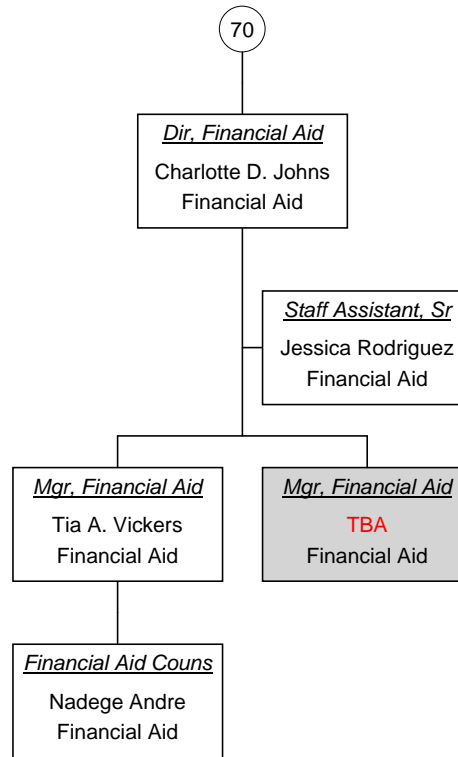 70
Dir, Financial Aid
Charlotte D. Johns
Financial Aid
Staff Assistant, Sr
Jessica Rodriguez
Financial Aid
Mgr, Financial Aid
Tia A. Vickers
Financial Aid
Mgr, Financial Aid
TBA
Financial Aid
Financial Aid Couns
Nadege Andre
Financial Aid